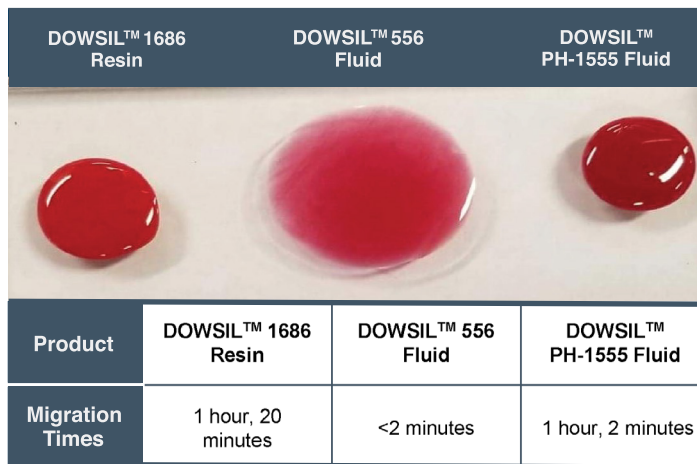 DOWSIL™ 1686
Resin
DOWSIL™ 556
Fluid
DOWSIL™
PH-1555 Fluid
Product
DOWSIL™ 1686
Resin
DOWSIL™ 556
Fluid
DOWSIL™
PH-1555 Fluid
Migration
Times
1 hour, 20
minutes
<2 minutes
1 hour, 2 minutes